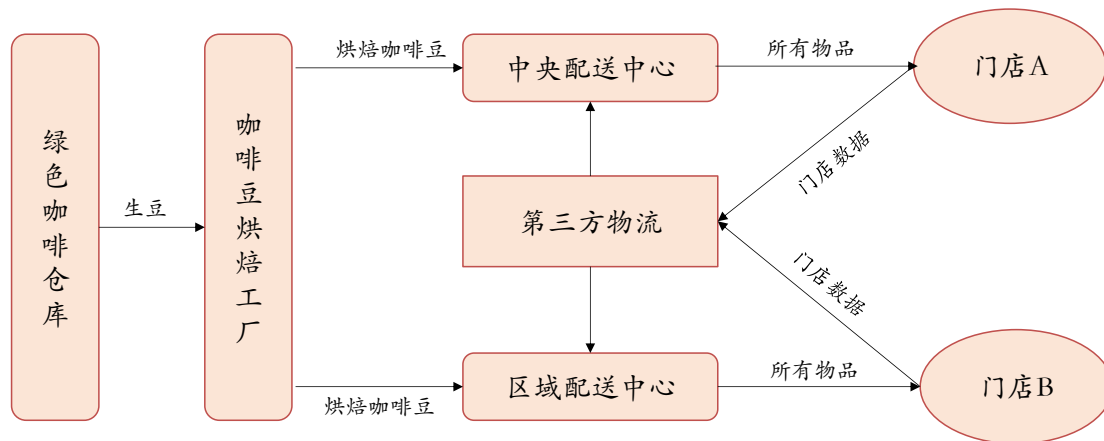 绿色咖啡仓库
生豆
咖啡豆烘焙工厂
烘焙咖啡豆
中央配送中心
所有物品
门店A
门店数据
第三方物流
门店数据
烘焙咖啡豆
区域配送中心
所有物品
门店B